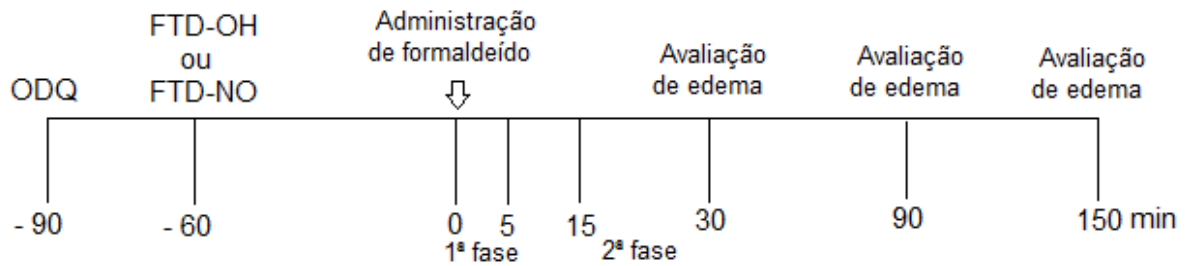 ODQ
FTD-OH
ou
FTD-NO
Administração
de formaldeído
Avaliação
de edema
Avaliação
de edema
Avaliação
de edema
- 90
- 60
0
5
15
30
90
150 min
1ª fase
2ª fase